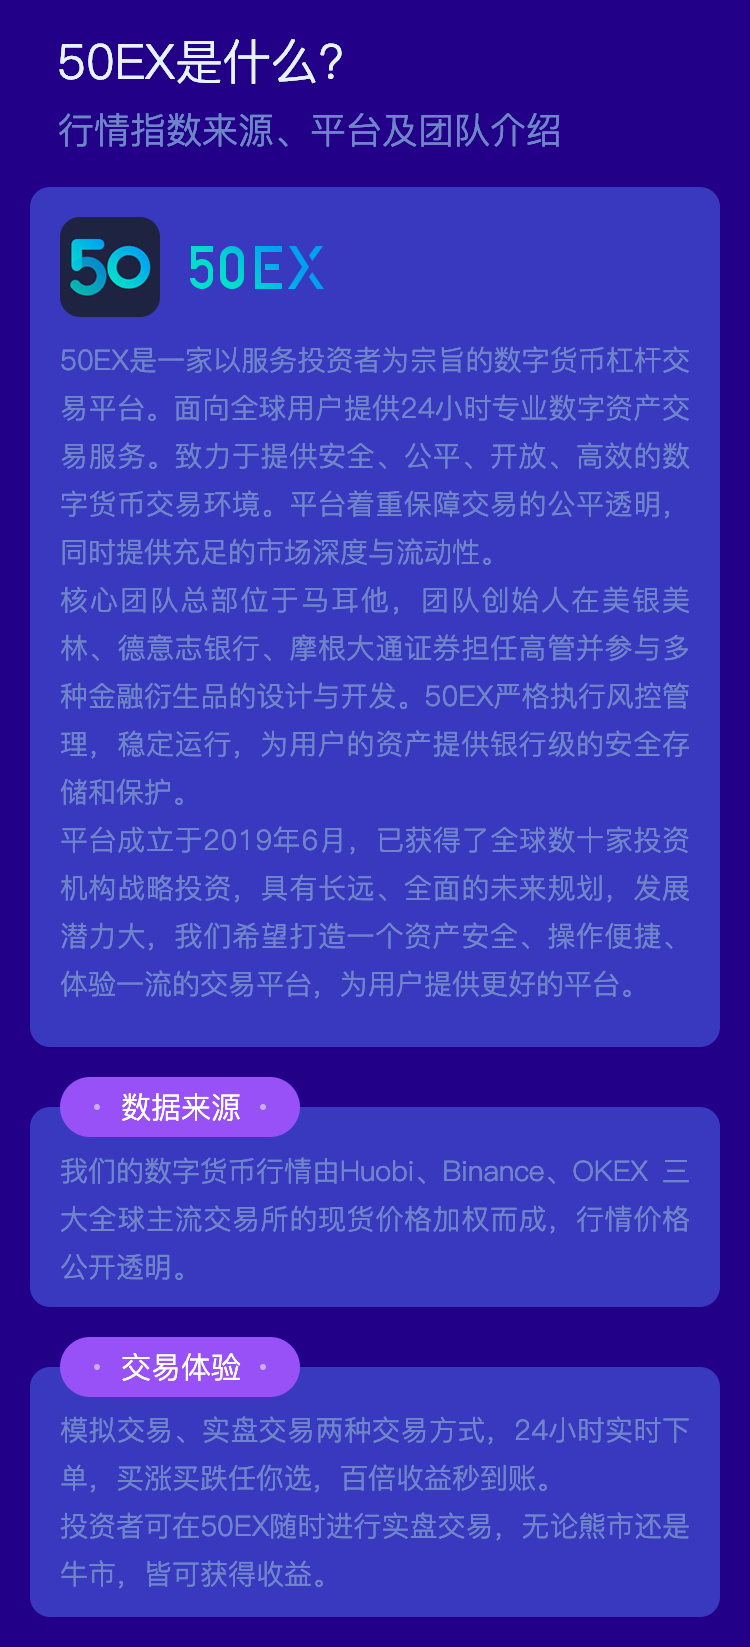 50EX是什么?
行情指数来源、平台及团队介绍
50 50EX
50EX是一家以服务投资者为宗旨的数字货币杠杆交
易平台。面向全球用户提供24小时专业数字资产交
易服务。致力于提供安全、公平、开放、高效的数
字货币交易环境。平台着重保障交易的公平透明,
同时提供充足的市场深度与流动性。
核心团队总部位于马耳他，团队创始人在美银美
林、德意志银行、摩根大通证券担任高管并参与多
种金融衍生品的设计与开发。50EX严格执行风控管
理，稳定运行，为用户的资产提供银行级的安全存
储和保护。
平台成立于2019年6月，已获得了全球数十家投资
机构战略投资，具有长远、全面的未来规划，发展
潜力大，我们希望打造一个资产安全、操作便捷、
体验一流的交易平台，为用户提供更好的平台。
· 数据来源 ·
我们的数字货币行情由Huobi、Binance、OKEX 三
大全球主流交易所的现货价格加权而成，行情价格
公开透明。
· 交易体验 ·
模拟交易、实盘交易两种交易方式，24小时实时下
单，买涨买跌任你选，百倍收益秒到账。
投资者可在50EX随时进行实盘交易，无论熊市还是
牛市，皆可获得收益。